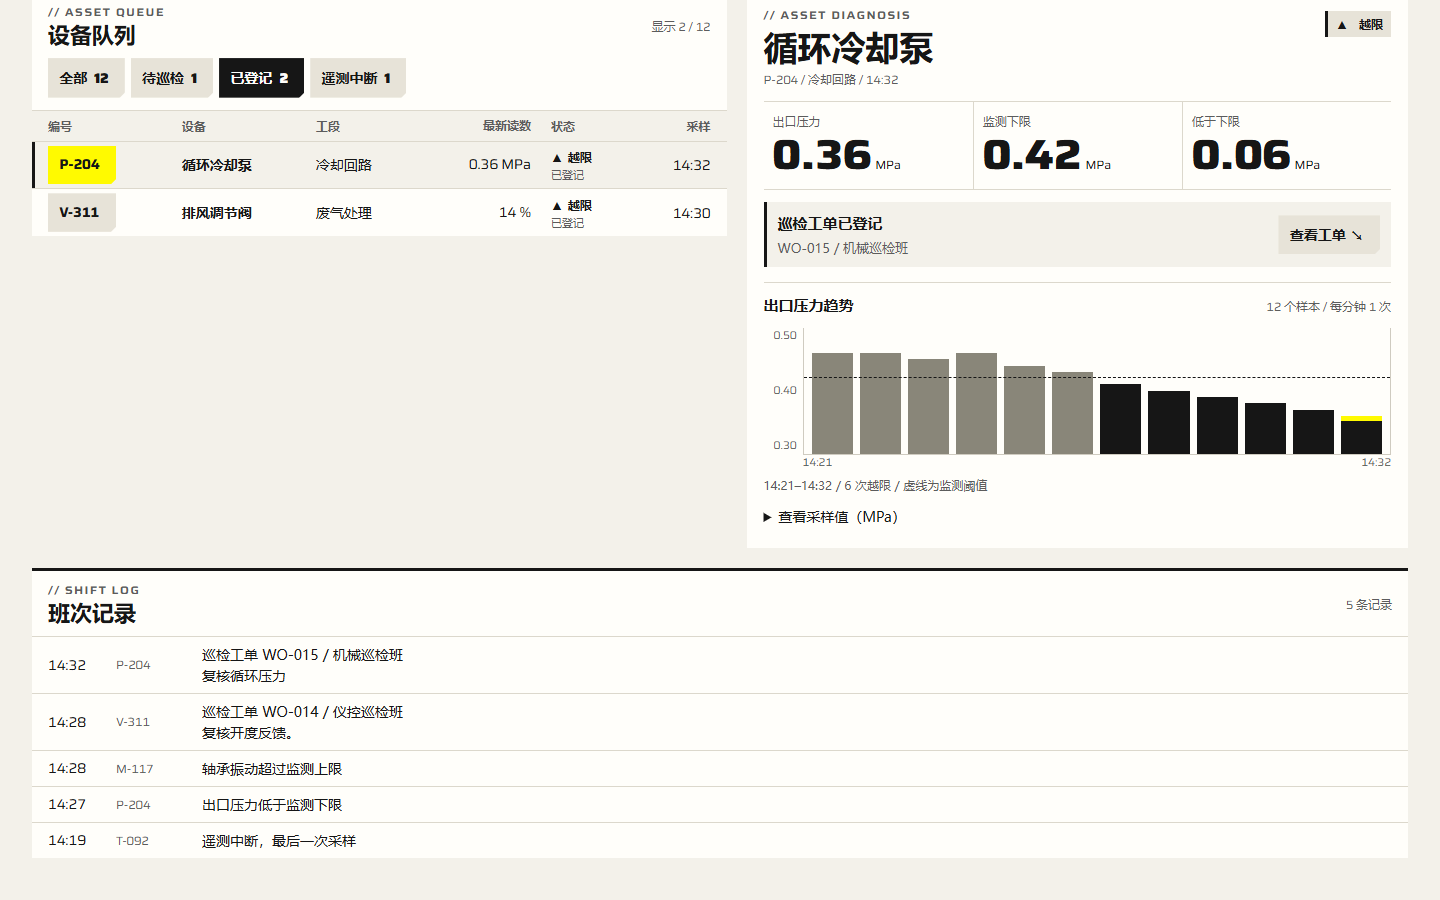 // ASSET QUEUE
设备队列
显示 2 / 12
全部 12
待巡检 1
已登记 2
遥测中断 1
编号 设备 工段 最新读数 状态 采样
P-204 循环冷却泵 冷却回路 0.36 MPa ▲ 越限 14:32
已登记
V-311 排风调节阀 废气处理 14 % ▲ 越限 14:30
已登记
// ASSET DIAGNOSIS
循环冷却泵
P-204 / 冷却回路 / 14:32
▲ 越限
出口压力
0.36 MPa
监测下限
0.42 MPa
低于下限
0.06 MPa
巡检工单已登记
WO-015 / 机械巡检班
查看工单 ↘
出口压力趋势
12 个样本 / 每分钟 1 次
0.50
0.40
0.30
14:21
14:32
14:21–14:32 / 6 次越限 / 虚线为监测阈值
▶ 查看采样值（MPa）
// SHIFT LOG
班次记录
5 条记录
14:32 P-204 巡检工单 WO-015 / 机械巡检班
复核循环压力
14:28 V-311 巡检工单 WO-014 / 仪控巡检班
复核开度反馈。
14:28 M-117 轴承振动超过监测上限
14:27 P-204 出口压力低于监测下限
14:19 T-092 遥测中断，最后一次采样